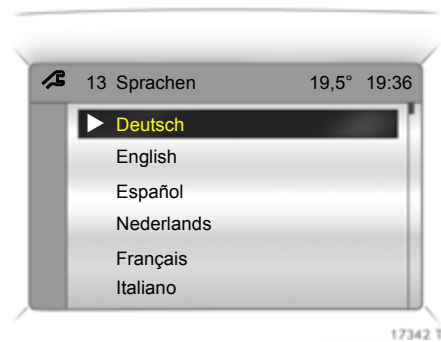 13 Sprachen 19,5° 19:36
Deutsch
English
Español
Nederlands
Français
Italiano
17342 T